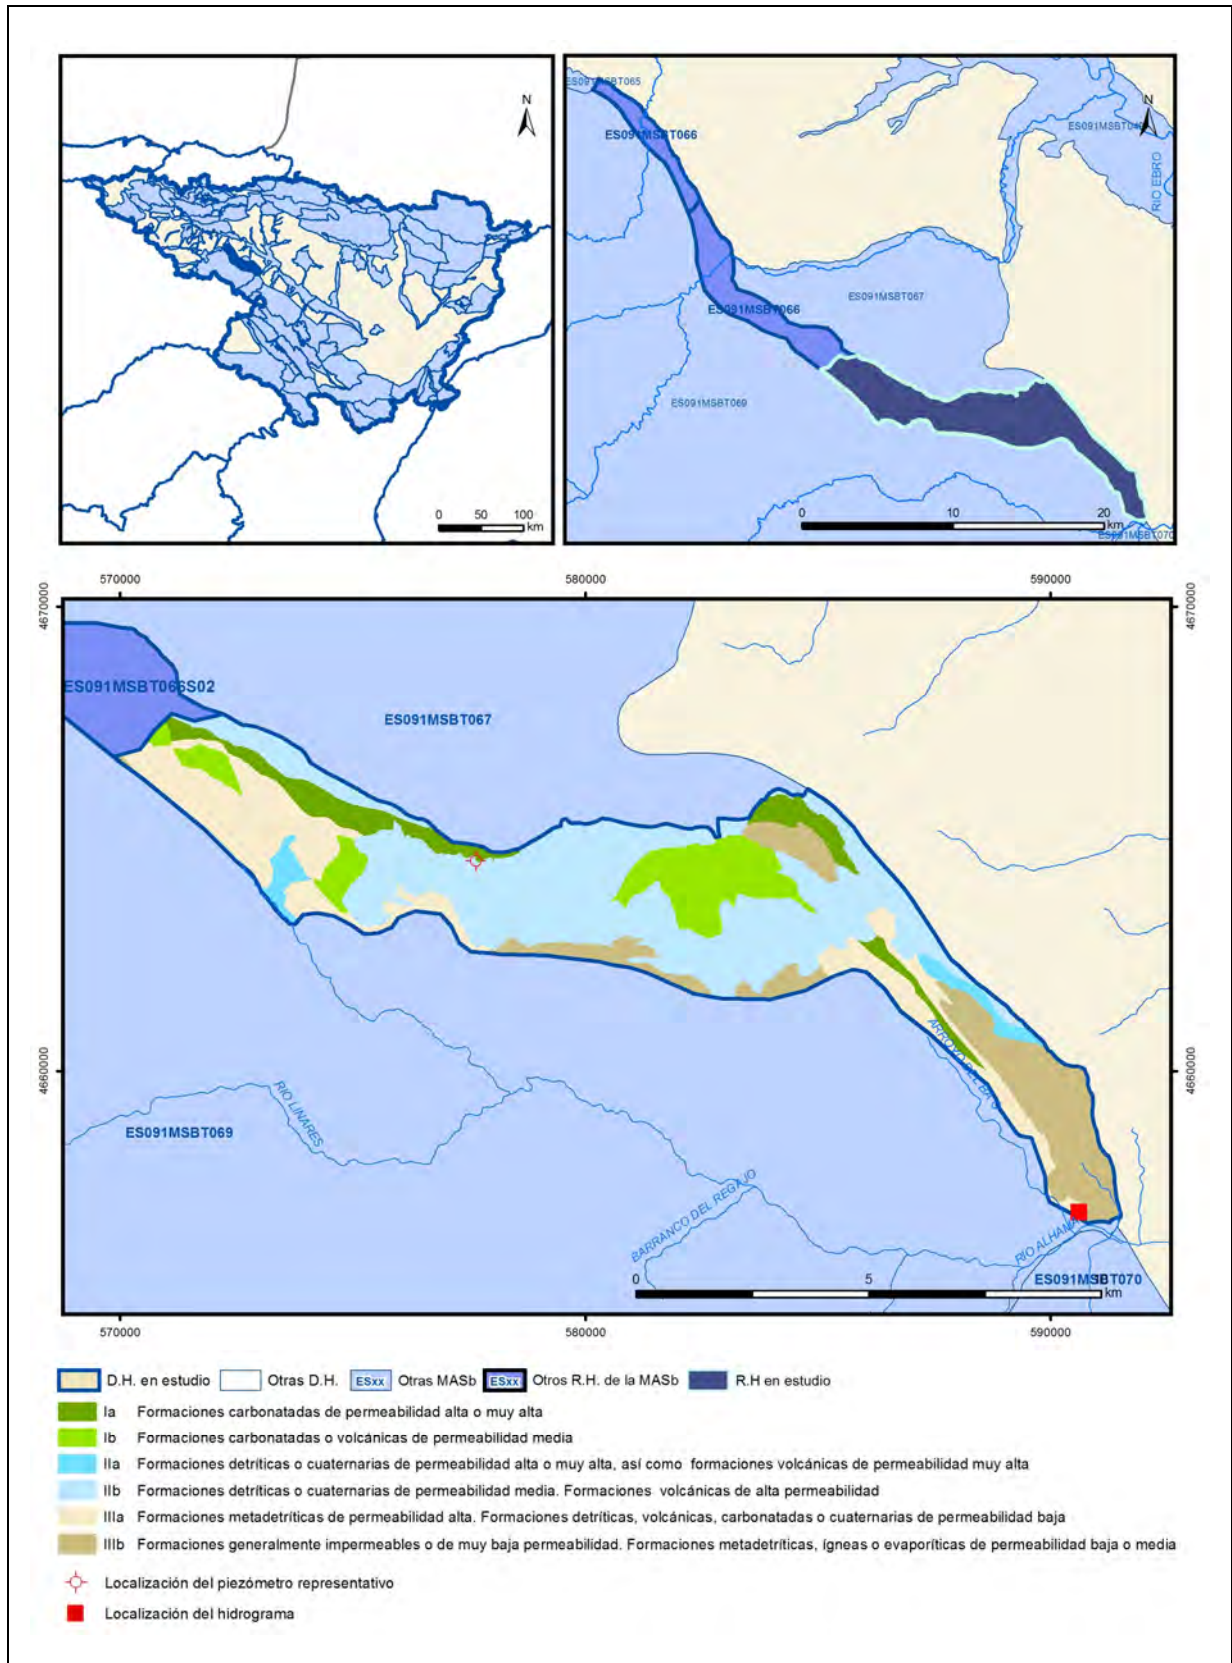 N
0 50 100
km
ES091MSBT065
ES091MSBT066
N
RIO EBRO
ES091MSBT067
ES091MSBT066
ES091MSBT069
0 10 20
km
ES091MSBT070
570000 580000 590000
4670000 4670000
ES091MSBT066S02
ES091MSBT067
ARROYO DEL
4660000 4660000
RIO LINARES
ES091MSBT069
BARRANCO DEL REGAJO
RIO ALHAMA
ES091MSBT070
0 5 10
km
570000 580000 590000
D.H. en estudio Otras D.H. ESxx Otras MASb ESxx Otros R.H. de la MASb R.H en estudio
Ia Formaciones carbonatadas de permeabilidad alta o muy alta
Ib Formaciones carbonatadas o volcánicas de permeabilidad media
IIa Formaciones detríticas o cuaternarias de permeabilidad alta o muy alta, así como formaciones volcánicas de permeabilidad muy alta
IIb Formaciones detríticas o cuaternarias de permeabilidad media. Formaciones volcánicas de alta permeabilidad
IIIa Formaciones metadetríticas de permeabilidad alta. Formaciones detríticas, volcánicas, carbonatadas o cuaternarias de permeabilidad baja
IIIb Formaciones generalmente impermeables o de muy baja permeabilidad. Formaciones metadetríticas, ígneas o evaporíticas de permeabilidad baja o media
Localización del piezómetro representativo
Localización del hidrograma